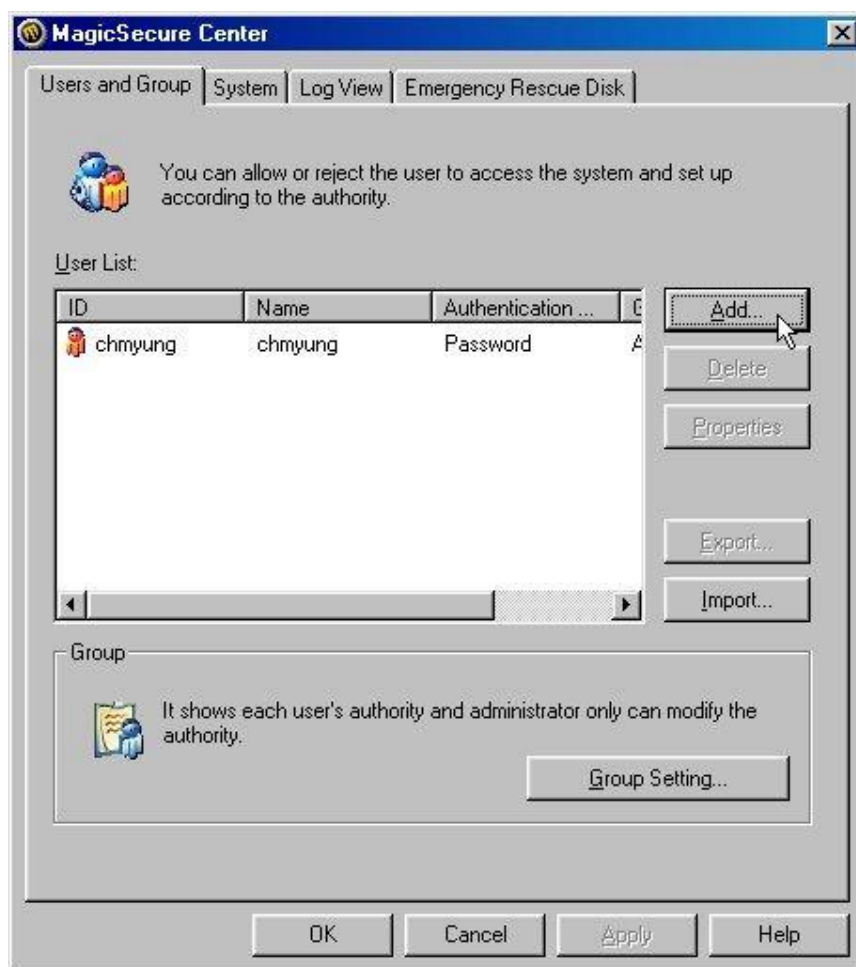 MagicSecure Center
Users and Group System Log View Emergency Rescue Disk
You can allow or reject the user to access the system and set up
according to the authority.
User List:
ID Name Authentication ... G
chmyung chmyung Password A
Add...
Delete
Properties
Export...
Import...
Group
It shows each user's authority and administrator only can modify the
authority.
Group Setting...
OK Cancel Apply Help